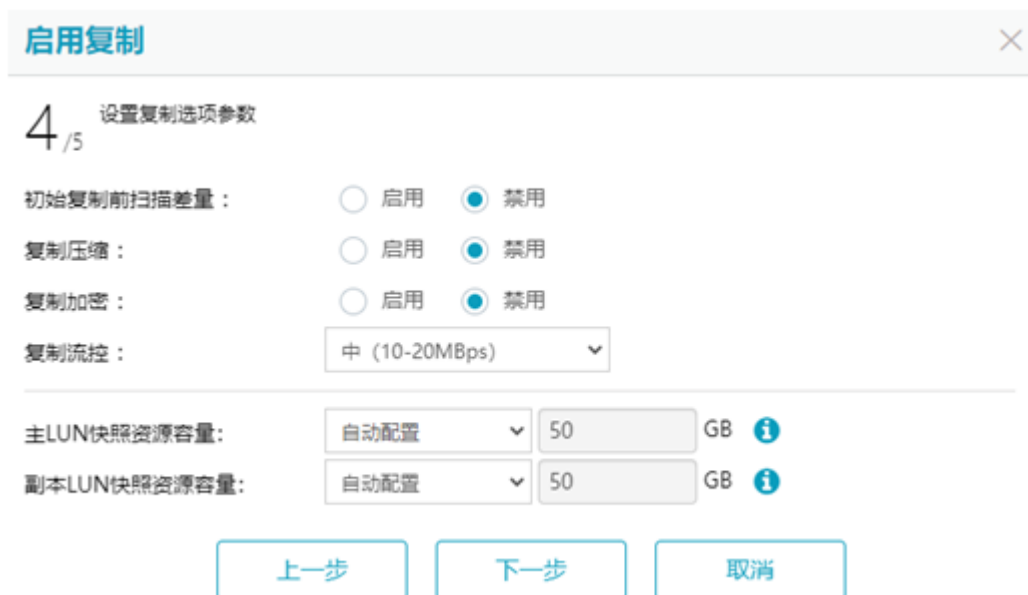 启用复制
4/5 设置复制选项参数
初始复制前扫描差量： 启用 禁用
复制压缩： 启用 禁用
复制加密： 启用 禁用
复制流控： 中 (10-20MBps)
主LUN快照资源容量: 自动配置 50 GB
副本LUN快照资源容量: 自动配置 50 GB
上一步 下一步 取消